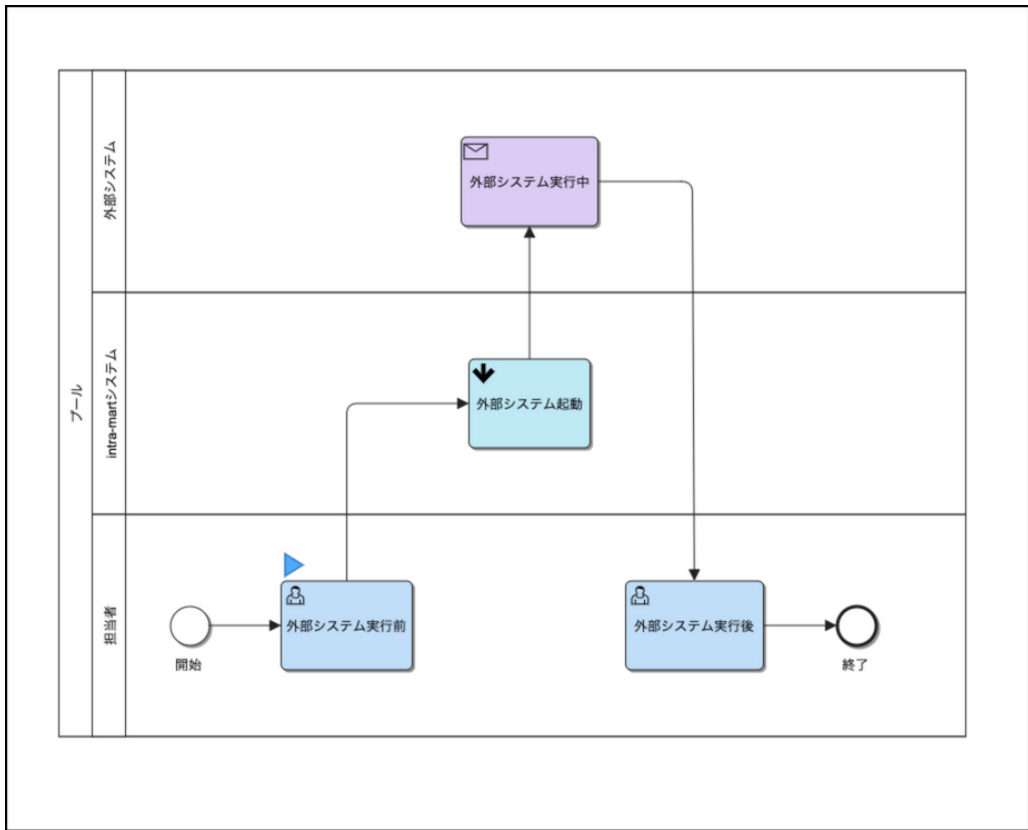 プール
外部システム
外部システム実行中
intra-martシステム
外部システム起動
担当者
開始
外部システム実行前
外部システム実行後
終了